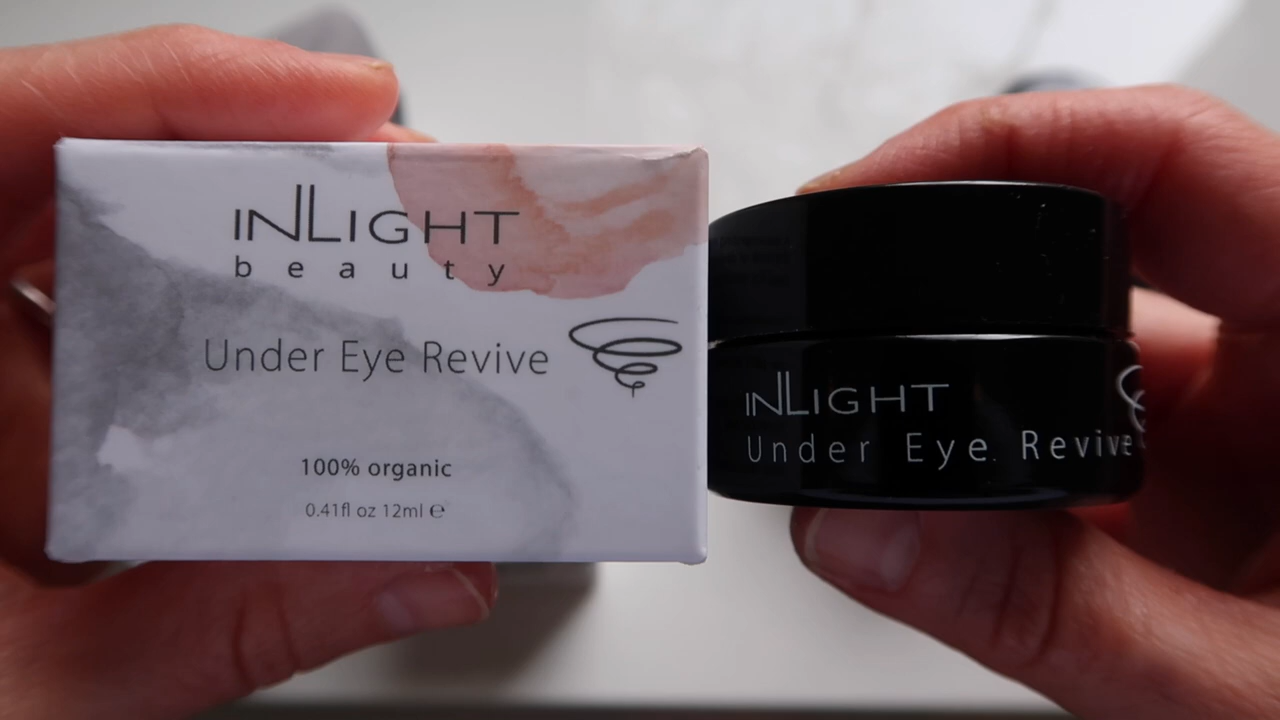 INLIGHT
beauty
Under Eye Revive
100% organic
0.41fl oz 12ml ℮
INLIGHT
Under Eye Revive